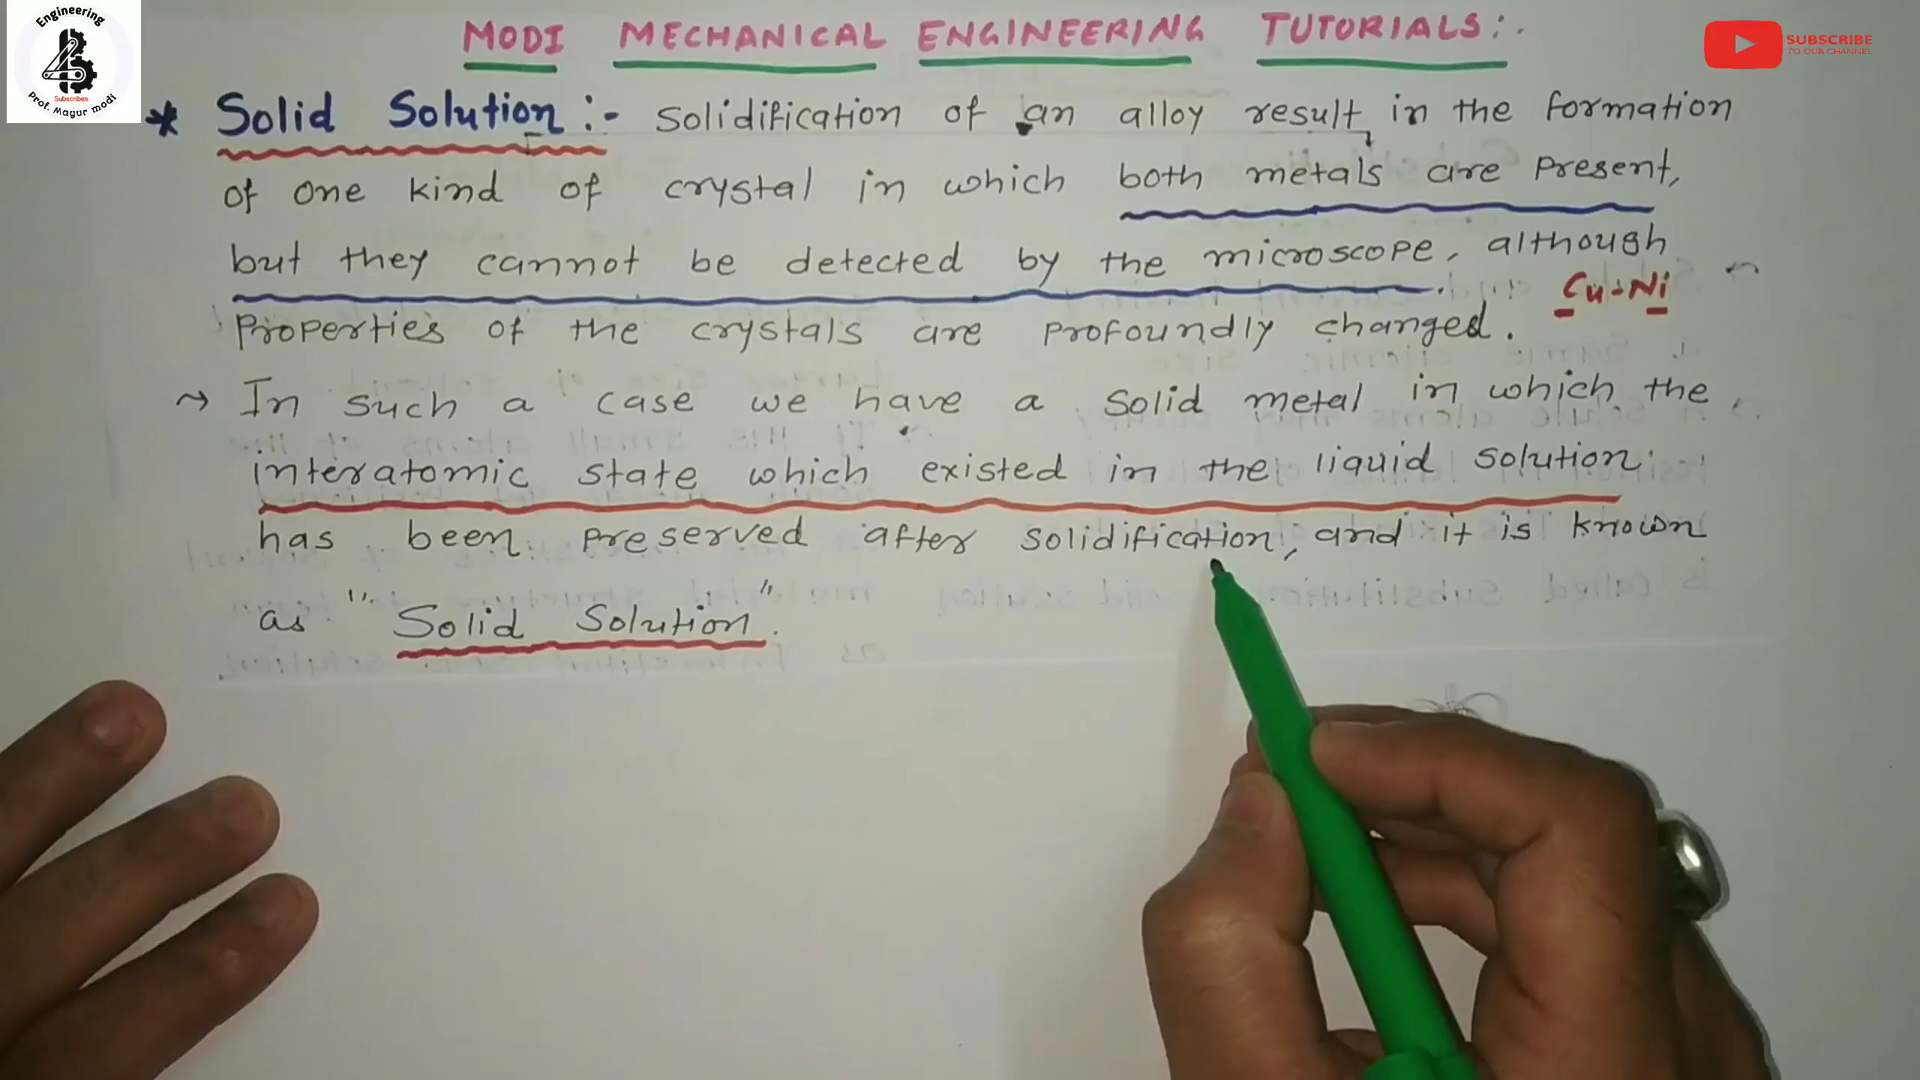 Engineering
Prof. Mayur modi
Subscribes
MODI MECHANICAL ENGINEERING TUTORIALS:.
SUBSCRIBE
TO OUR CHANNEL
* Solid Solution :- Solidification of an alloy result in the formation
of one kind of crystal in which both metals are present,
but they cannot be detected by the microscope, although
Cu-Ni
Properties of the crystals are profoundly changed.
→ In such a case we have a solid metal in which the
interatomic state which existed in the liquid solution
has been preserved after solidification, and it is known
as "Solid Solution".